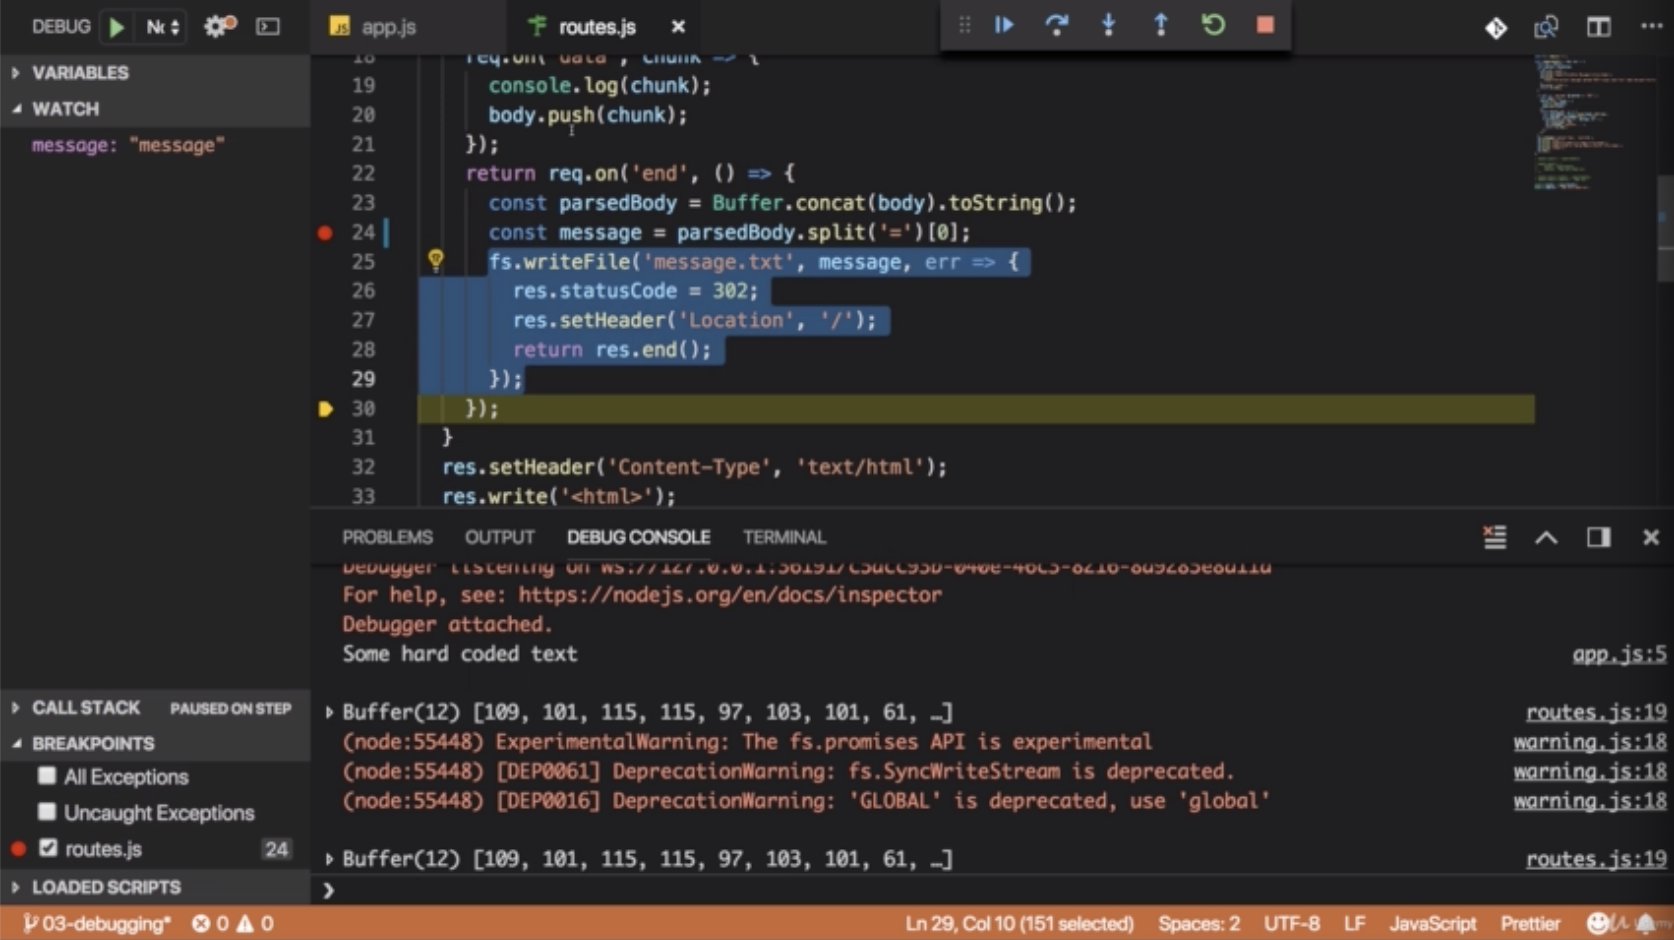 DEBUG
app.js
routes.js
VARIABLES
WATCH
message: "message"
18 req.on('data', chunk => {
19 console.log(chunk);
20 body.push(chunk);
21 });
22 return req.on('end', () => {
23 const parsedBody = Buffer.concat(body).toString();
24 const message = parsedBody.split('=')[0];
25 fs.writeFile('message.txt', message, err => {
26 res.statusCode = 302;
27 res.setHeader('Location', '/');
28 return res.end();
29 });
30 });
31 }
32 res.setHeader('Content-Type', 'text/html');
33 res.write('<html>');
PROBLEMS OUTPUT DEBUG CONSOLE TERMINAL
Debugger listening on
For help, see: https://nodejs.org/en/docs/inspector
Debugger attached.
Some hard coded text app.js:5
Buffer(12) [109, 101, 115, 115, 97, 103, 101, 61, …] routes.js:19
(node:55448) ExperimentalWarning: The fs.promises API is experimental warning.js:18
(node:55448) [DEP0061] DeprecationWarning: fs.SyncWriteStream is deprecated. warning.js:18
(node:55448) [DEP0016] DeprecationWarning: 'GLOBAL' is deprecated, use 'global' warning.js:18
Buffer(12) [109, 101, 115, 115, 97, 103, 101, 61, …] routes.js:19
CALL STACK PAUSED ON STEP
BREAKPOINTS
All Exceptions
Uncaught Exceptions
routes.js 24
LOADED SCRIPTS
03-debugging* 0 0 Ln 29, Col 10 (151 selected) Spaces: 2 UTF-8 LF JavaScript Prettier